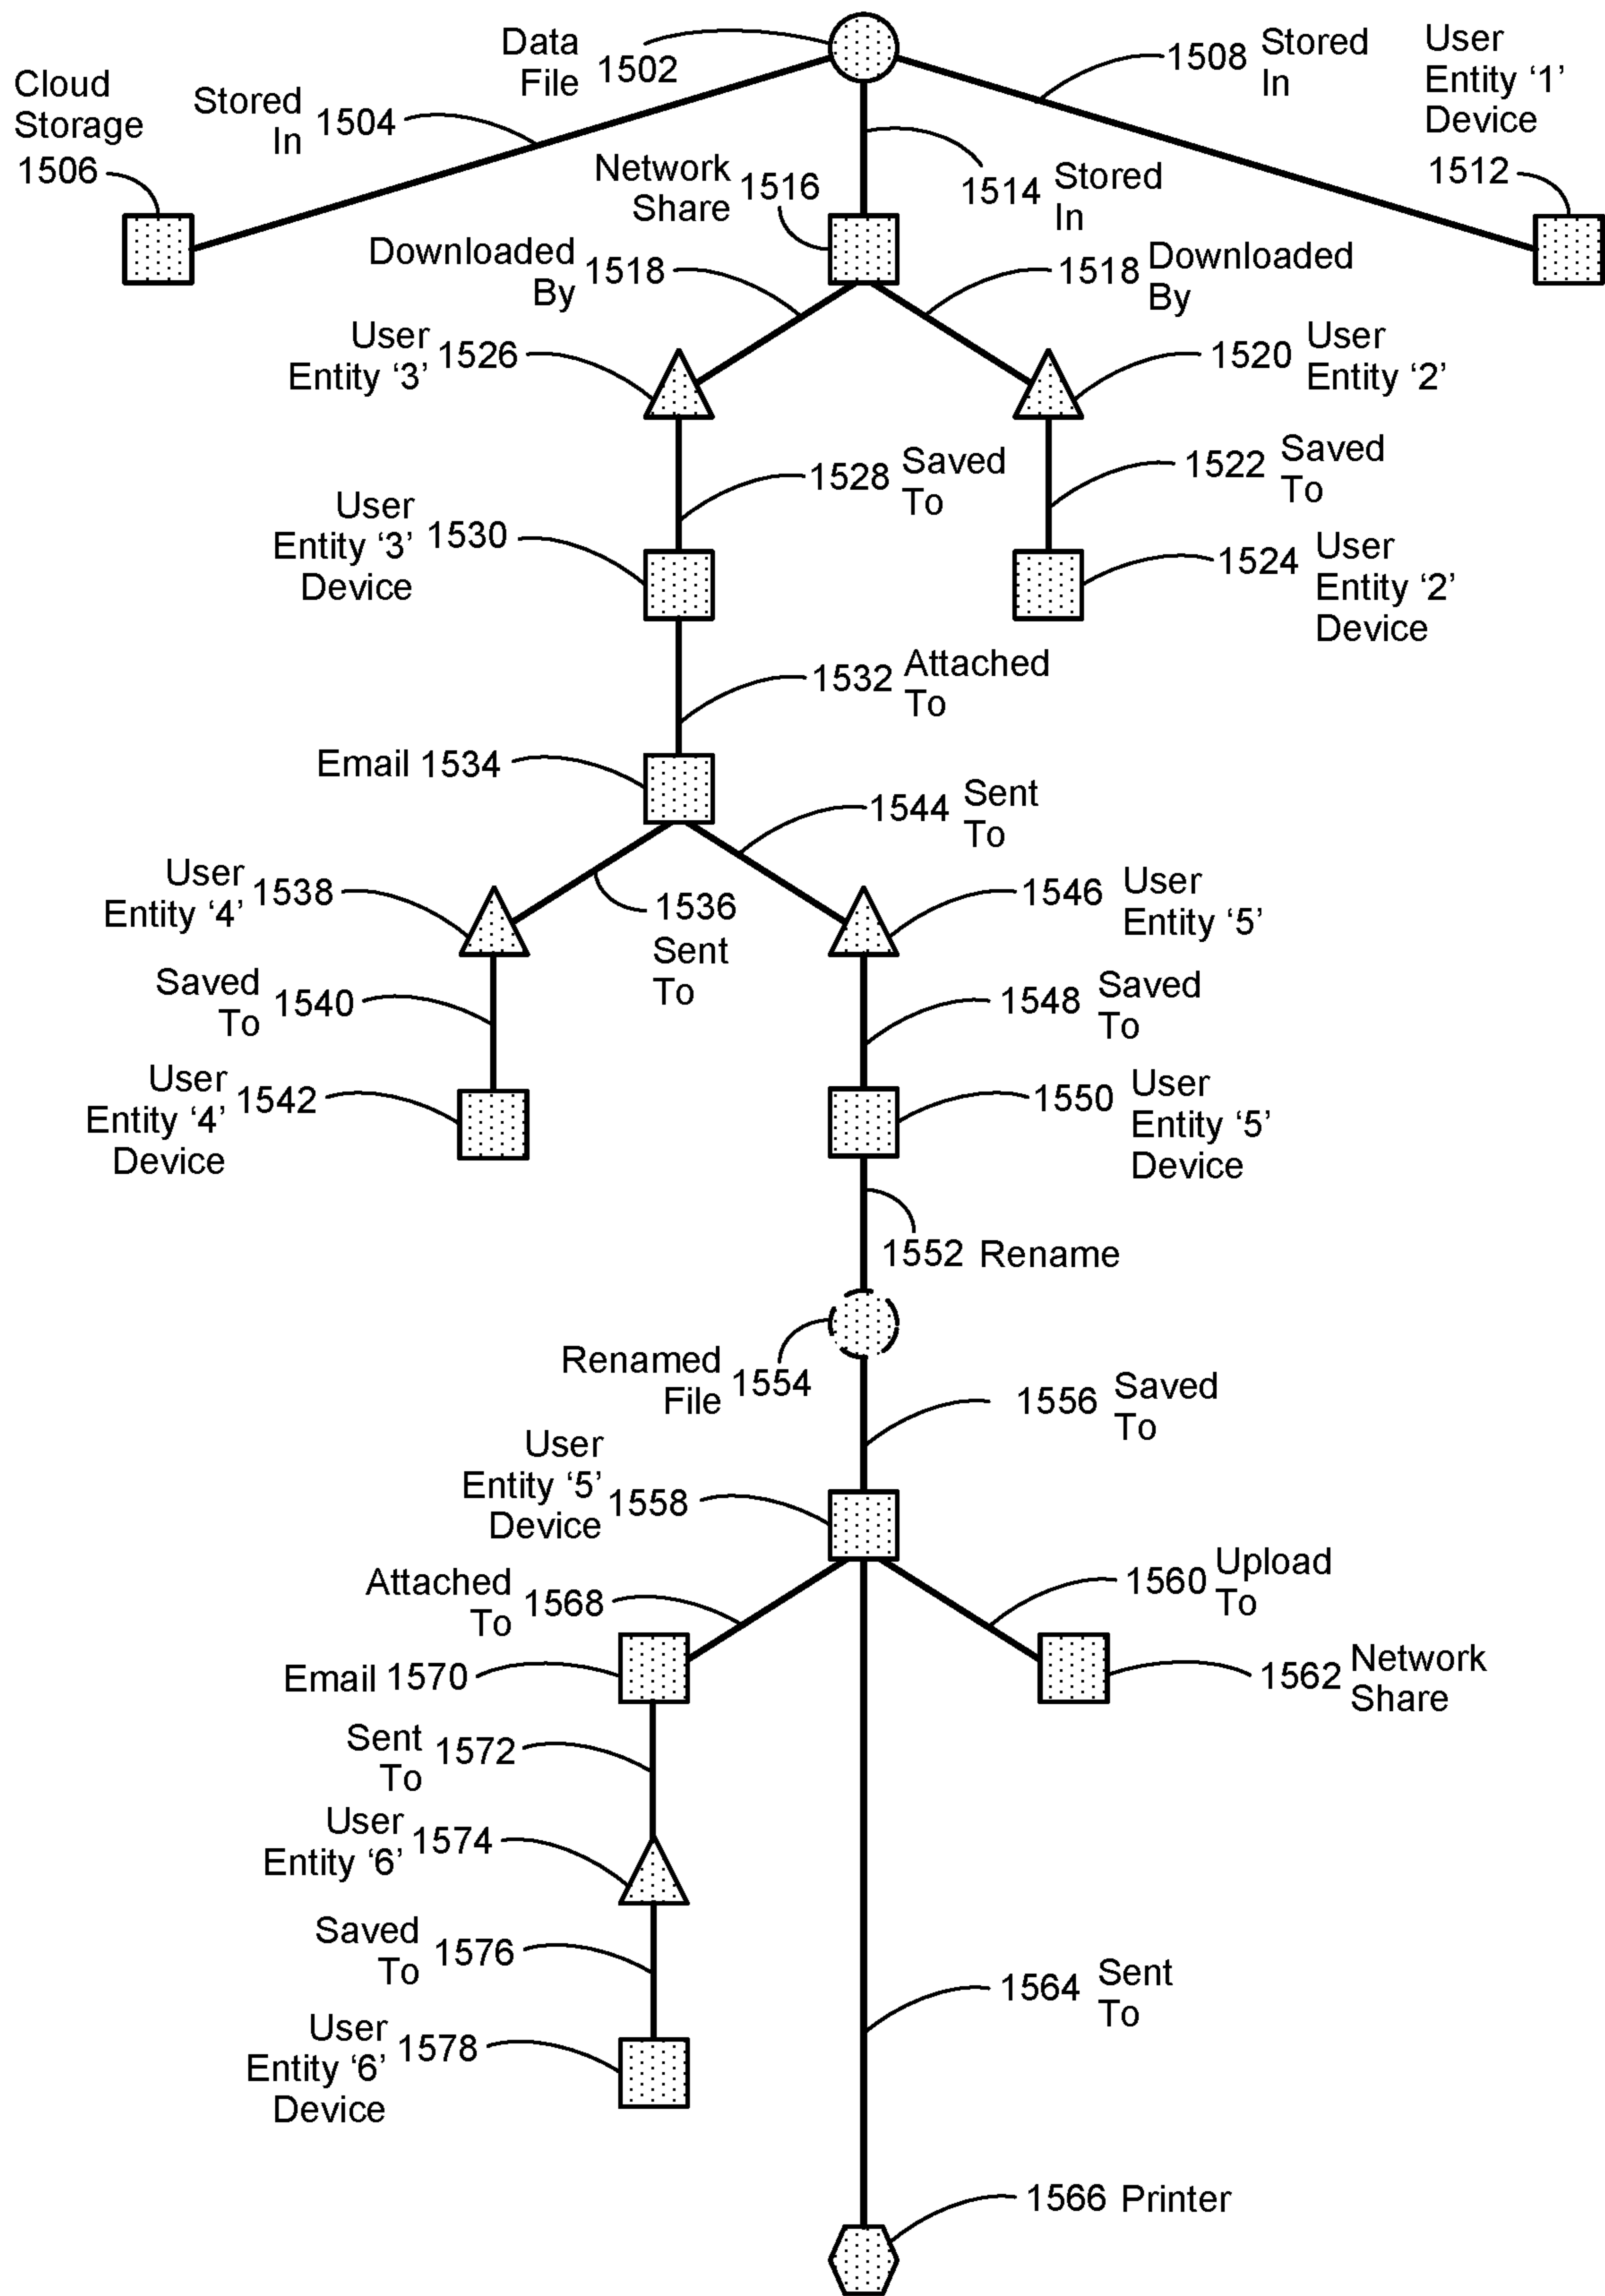 Data
File 1502
1508 Stored
In
User
Entity ‘1’
Device
1512
Cloud
Storage
1506
Stored
In 1504
Network
Share 1516
1514 Stored
In
Downloaded
By 1518
1518 Downloaded
By
User
Entity ‘3’ 1526
1520 User
Entity ‘2’
1528 Saved
To
1522 Saved
To
User
Entity ‘3’ 1530
Device
1524 User
Entity ‘2’
Device
1532 Attached
To
Email 1534
1544 Sent
To
User
Entity ‘4’ 1538
1536
Sent
To
1546 User
Entity ‘5’
Saved
To 1540
1548 Saved
To
User
Entity ‘4’ 1542
Device
1550 User
Entity ‘5’
Device
1552 Rename
Renamed
File 1554
1556 Saved
To
User
Entity ‘5’ 1558
Device
Attached
To 1568
1560 Upload
To
Email 1570
1562 Network
Share
Sent
To 1572
User
Entity ‘6’ 1574
Saved
To 1576
1564 Sent
To
User
Entity ‘6’ 1578
Device
1566 Printer